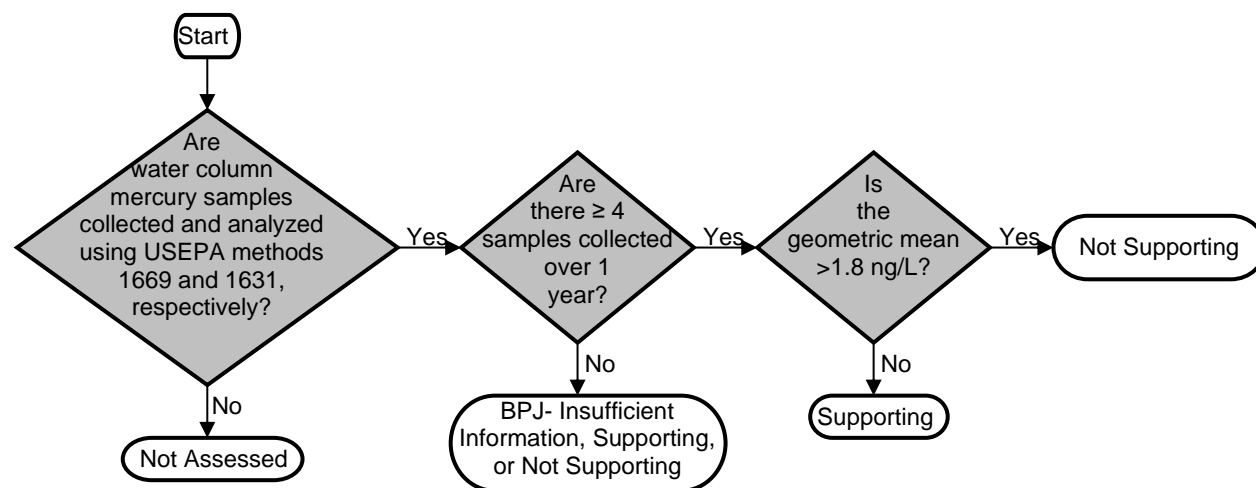 Start
Are
water column
mercury samples
collected and analyzed
using USEPA methods
1669 and 1631,
respectively?
Yes
No
Not Assessed
Are
there ≥ 4
samples collected
over 1
year?
Yes
No
BPJ- Insufficient
Information, Supporting,
or Not Supporting
Is
the
geometric mean
>1.8 ng/L?
Yes
Not Supporting
No
Supporting